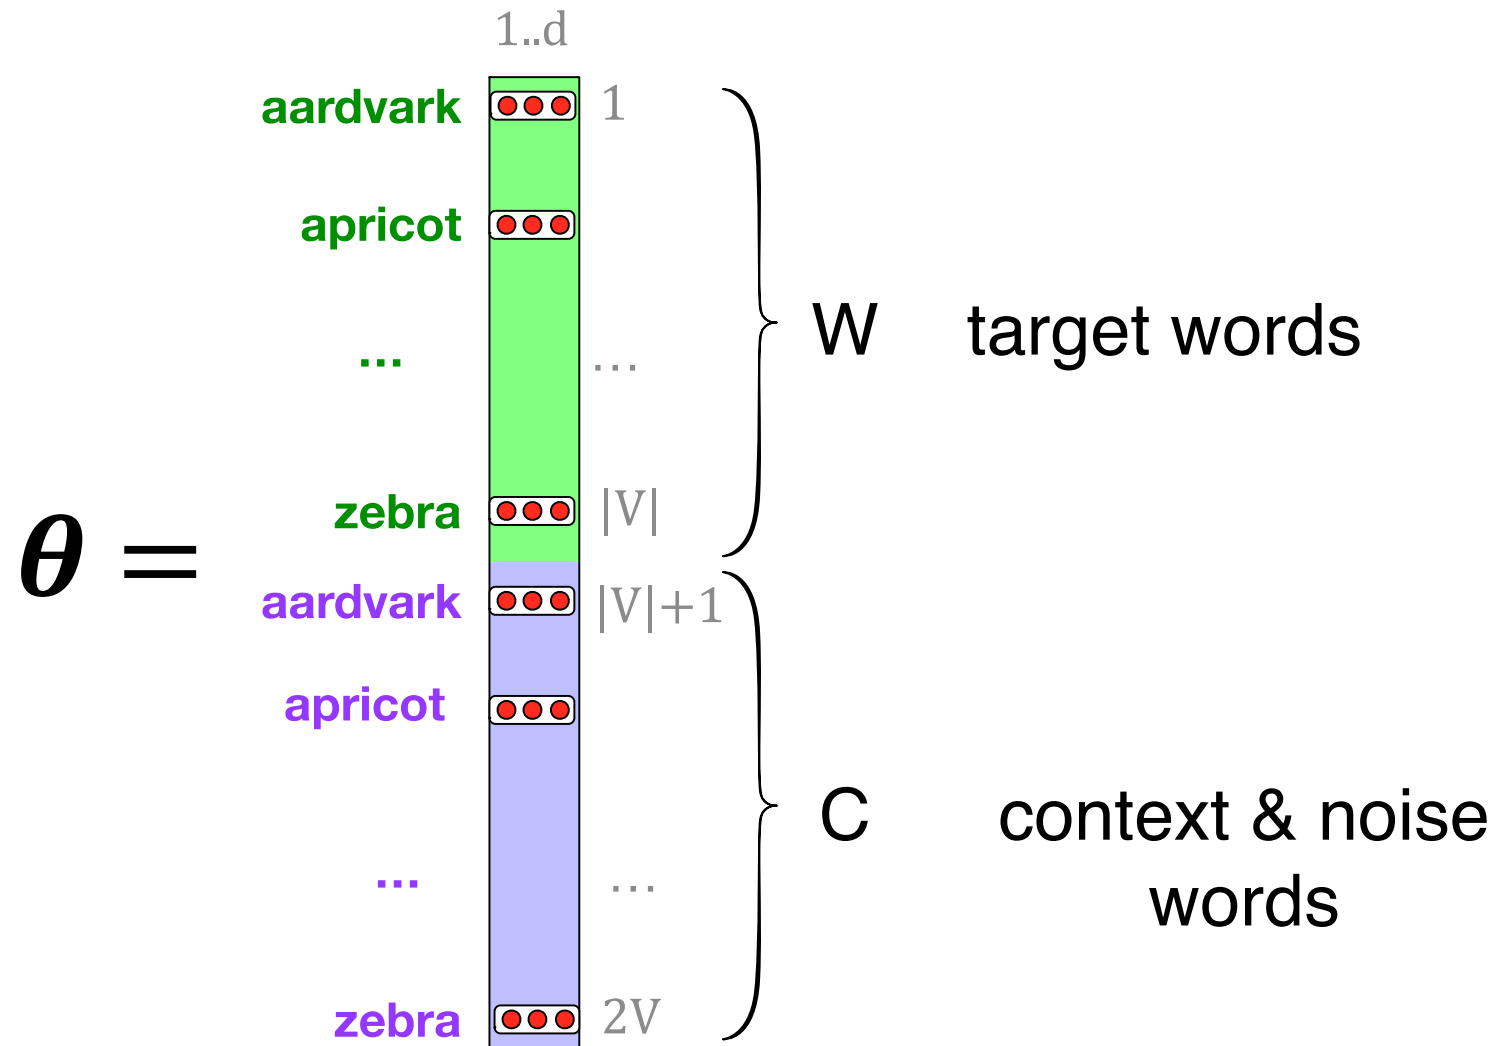 1..d
aardvark 1
apricot
... ...
W target words
zebra |V|
θ =
aardvark |V|+1
apricot
C context & noise
words
... ...
zebra 2V